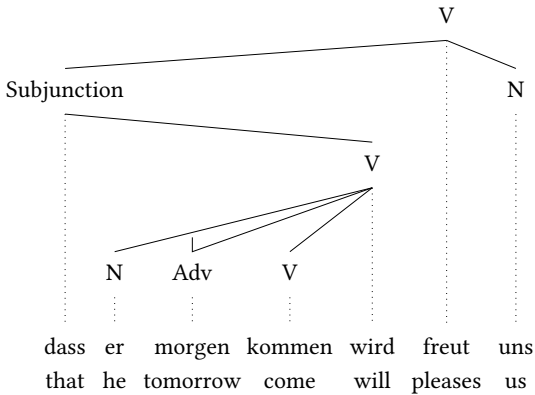 V
Subjunction N
V
N Adv V
dass er morgen kommen wird freut uns
that he tomorrow come will pleases us